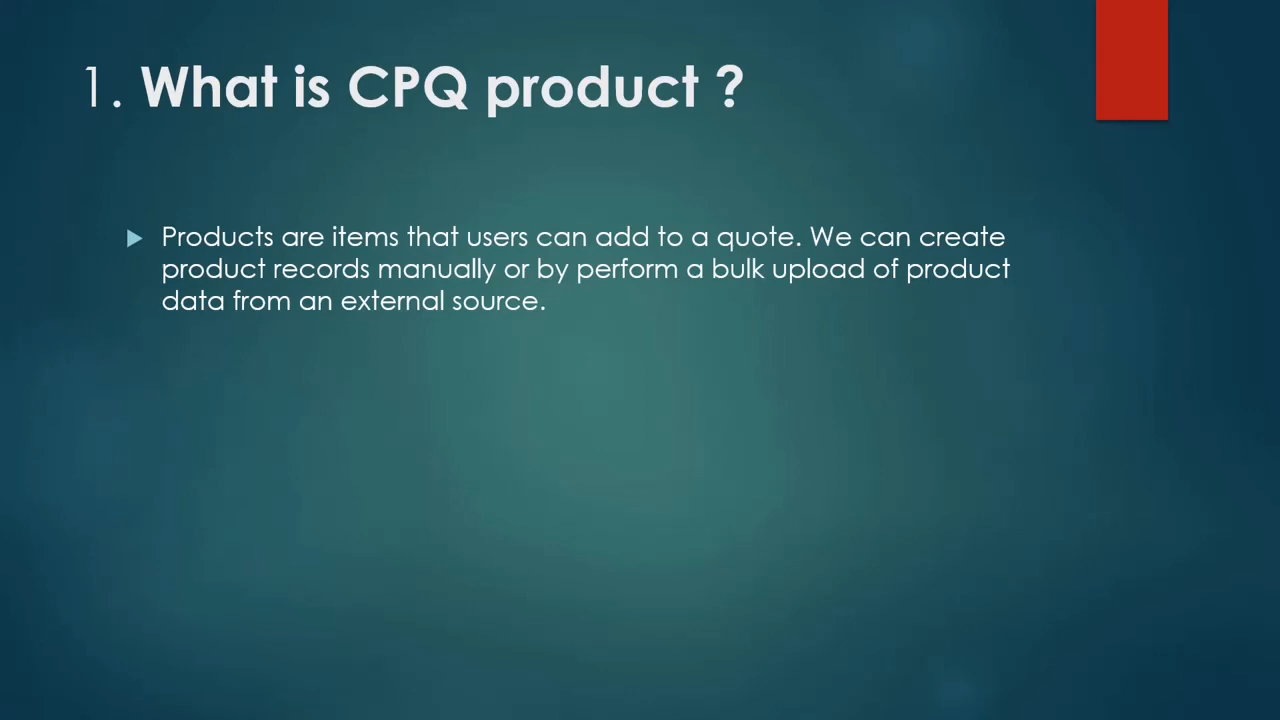 1. What is CPQ product ?
Products are items that users can add to a quote. We can create
product records manually or by perform a bulk upload of product
data from an external source.